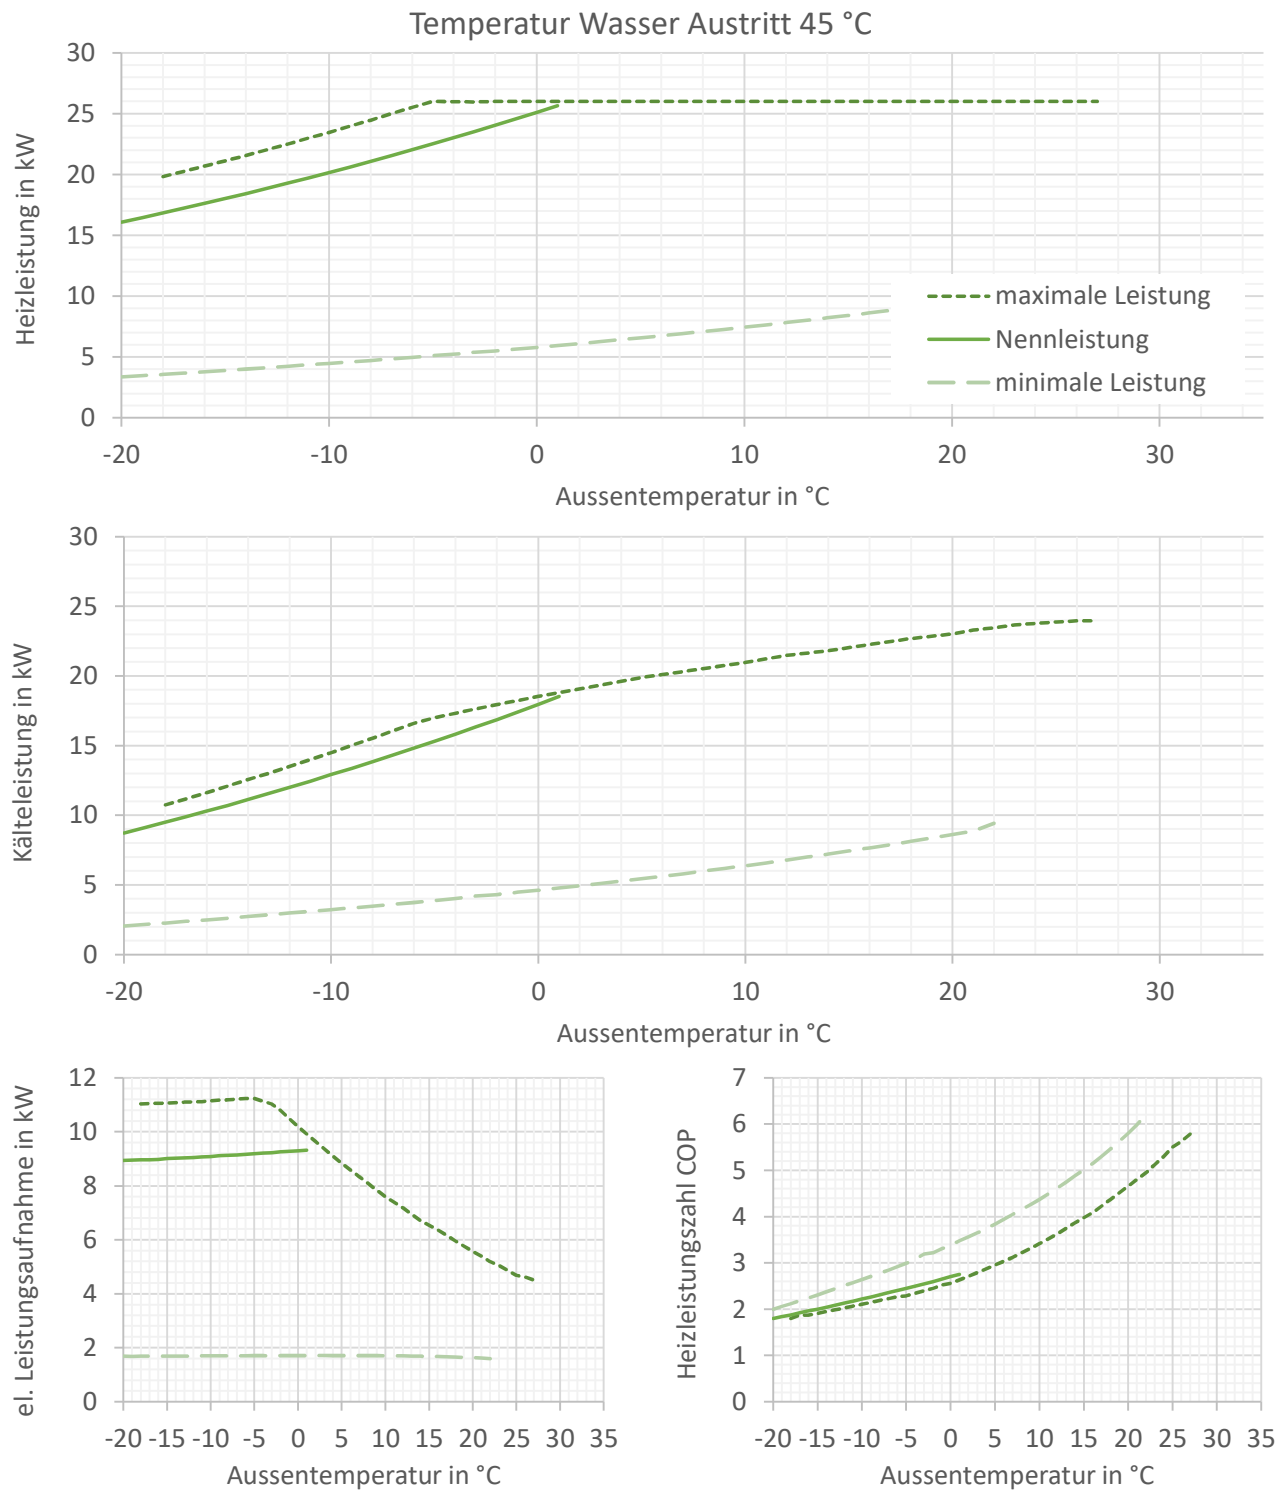 Temperatur Wasser Austritt 45 °C
Heizleistung in kW
30
25
20
15
10
5
0
maximale Leistung
Nennleistung
minimale Leistung
-20 -10 0 10 20 30
Aussentemperatur in °C
Kälteleistung in kW
30
25
20
15
10
5
0
-20 -10 0 10 20 30
Aussentemperatur in °C
el. Leistungsaufnahme in kW
12
10
8
6
4
2
0
-20 -15 -10 -5 0 5 10 15 20 25 30 35
Aussentemperatur in °C
Heizleistungszahl COP
7
6
5
4
3
2
1
0
-20 -15 -10 -5 0 5 10 15 20 25 30 35
Aussentemperatur in °C